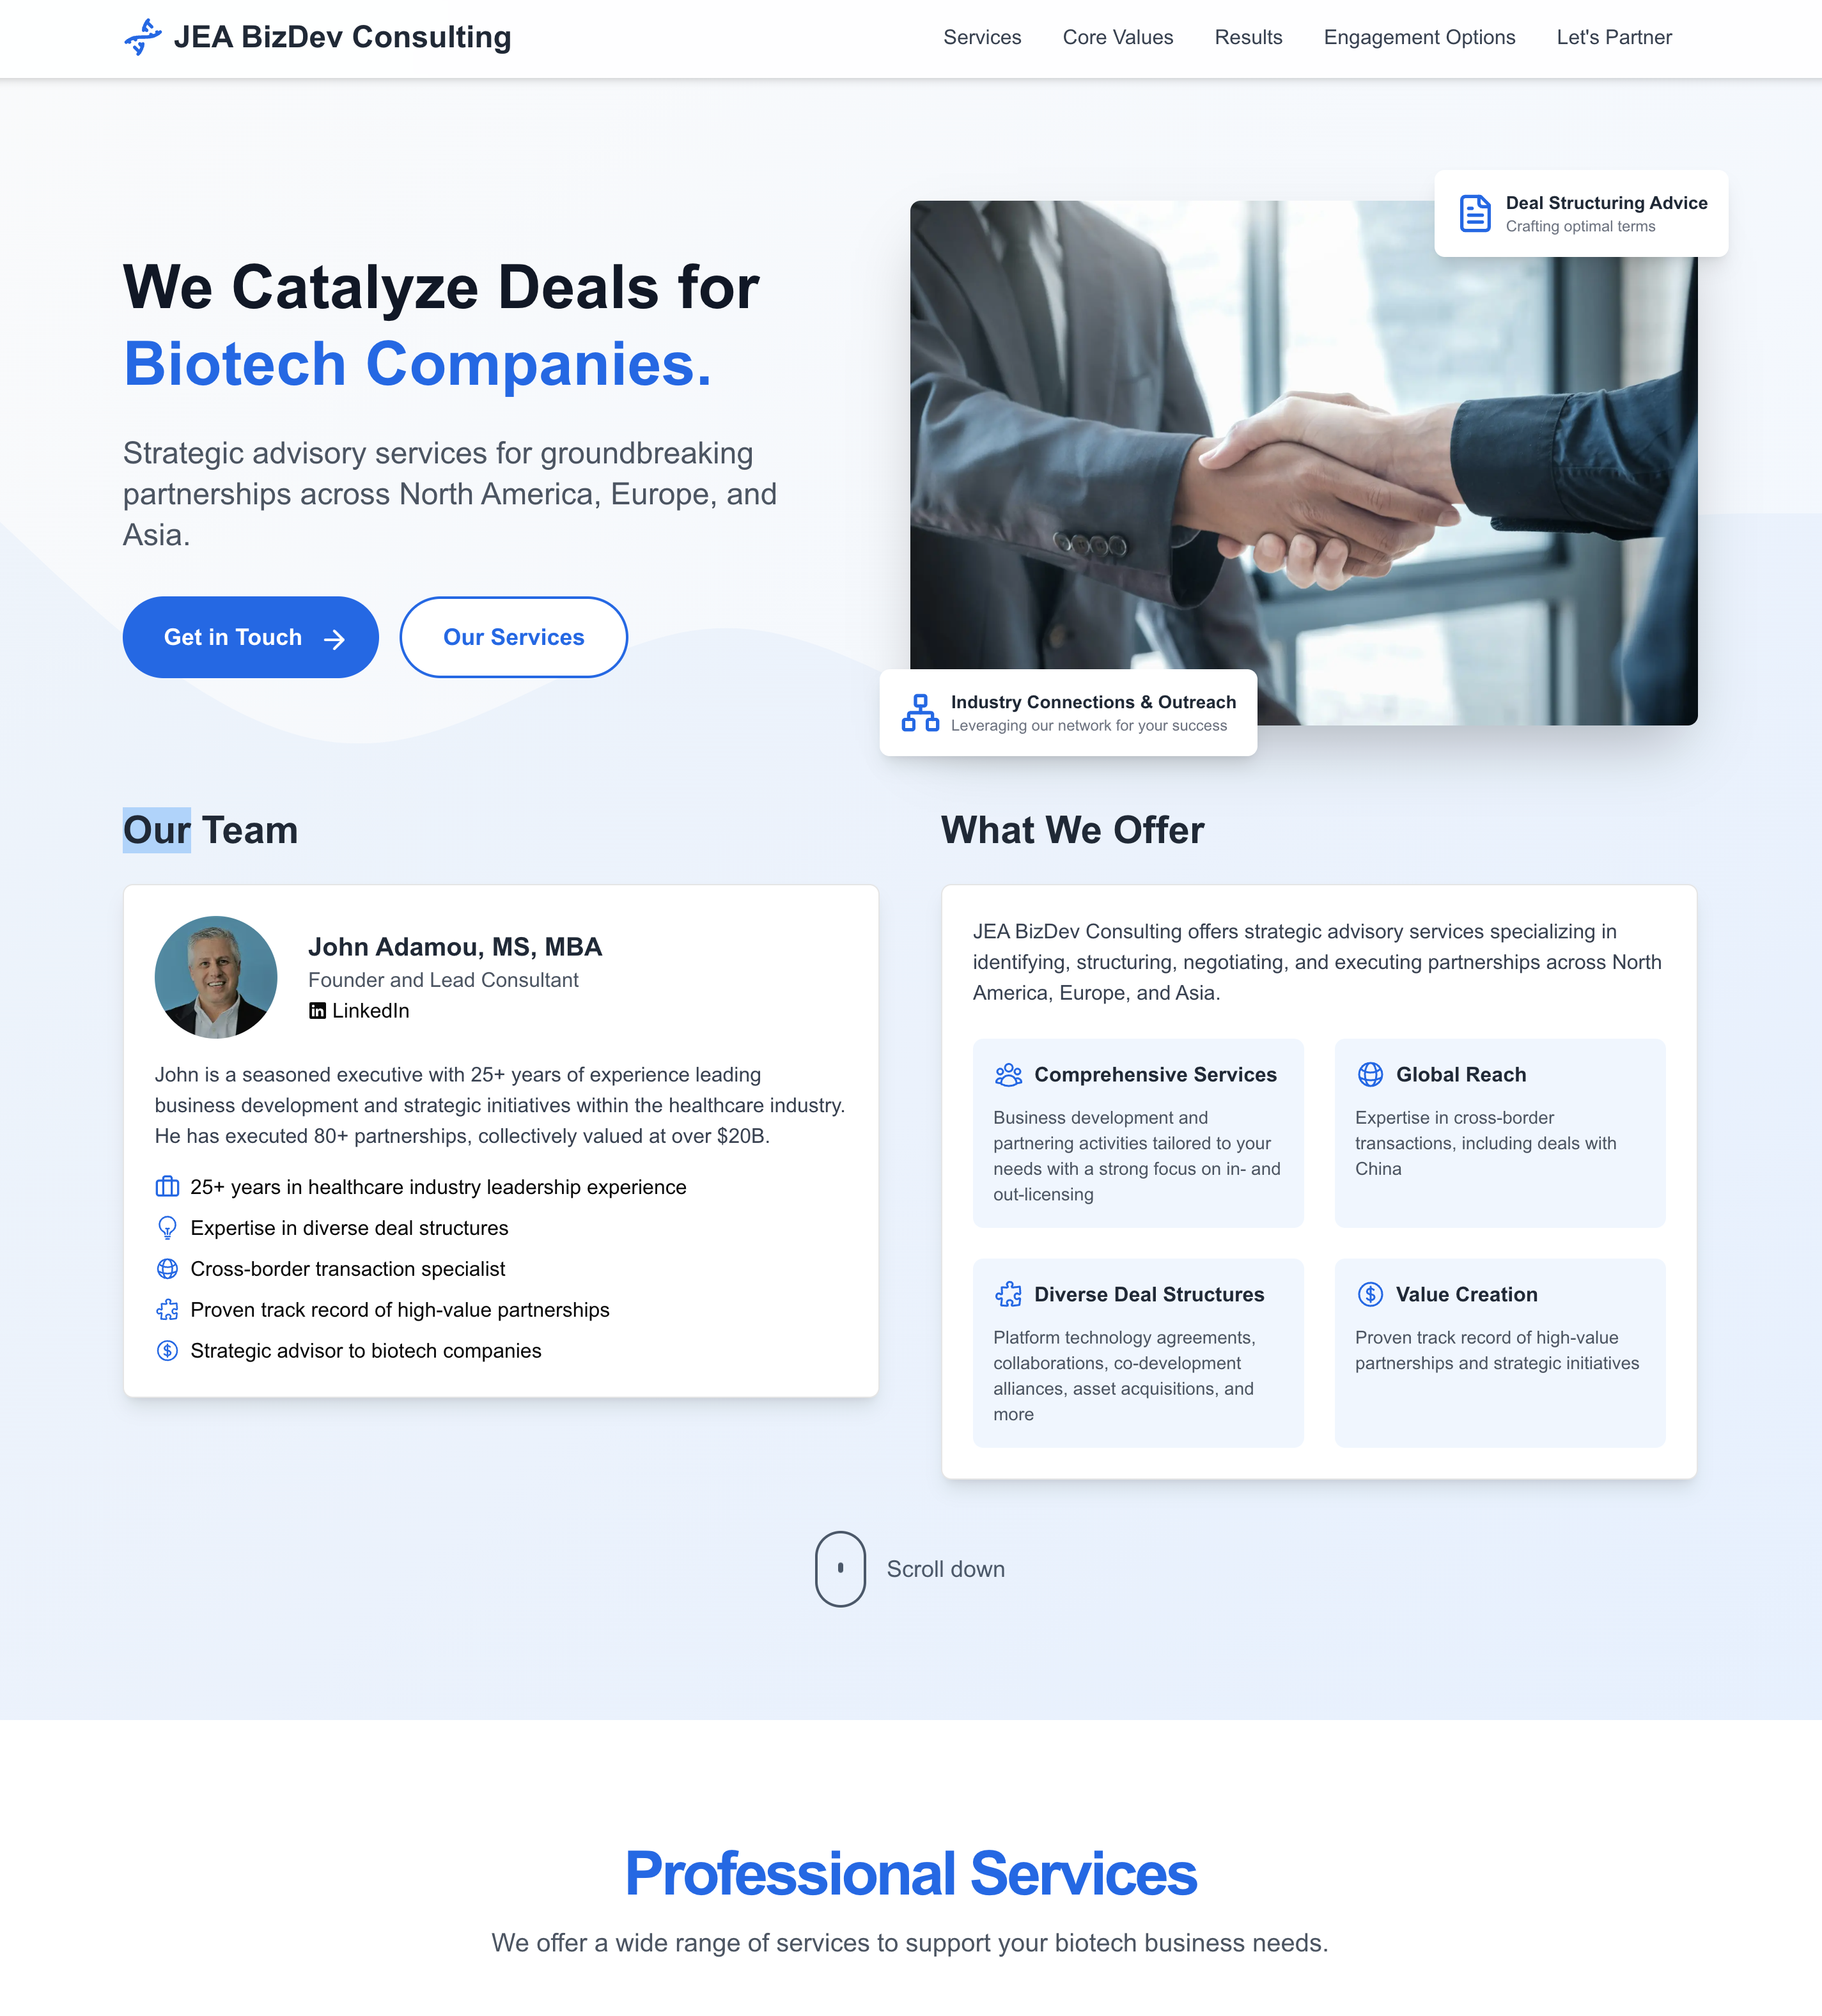 JEA BizDev Consulting
Services
Core Values
Results
Engagement Options
Let's Partner
We Catalyze Deals for
Biotech Companies.
Strategic advisory services for groundbreaking
partnerships across North America, Europe, and
Asia.
Get in Touch
Our Services
Deal Structuring Advice
Crafting optimal terms
Industry Connections & Outreach
Leveraging our network for your success
Our Team
John Adamou, MS, MBA
Founder and Lead Consultant
LinkedIn
John is a seasoned executive with 25+ years of experience leading
business development and strategic initiatives within the healthcare industry.
He has executed 80+ partnerships, collectively valued at over $20B.
25+ years in healthcare industry leadership experience
Expertise in diverse deal structures
Cross-border transaction specialist
Proven track record of high-value partnerships
Strategic advisor to biotech companies
What We Offer
JEA BizDev Consulting offers strategic advisory services specializing in
identifying, structuring, negotiating, and executing partnerships across North
America, Europe, and Asia.
Comprehensive Services
Business development and
partnering activities tailored to your
needs with a strong focus on in- and
out-licensing
Global Reach
Expertise in cross-border
transactions, including deals with
China
Diverse Deal Structures
Platform technology agreements,
collaborations, co-development
alliances, asset acquisitions, and
more
Value Creation
Proven track record of high-value
partnerships and strategic initiatives
Scroll down
Professional Services
We offer a wide range of services to support your biotech business needs.